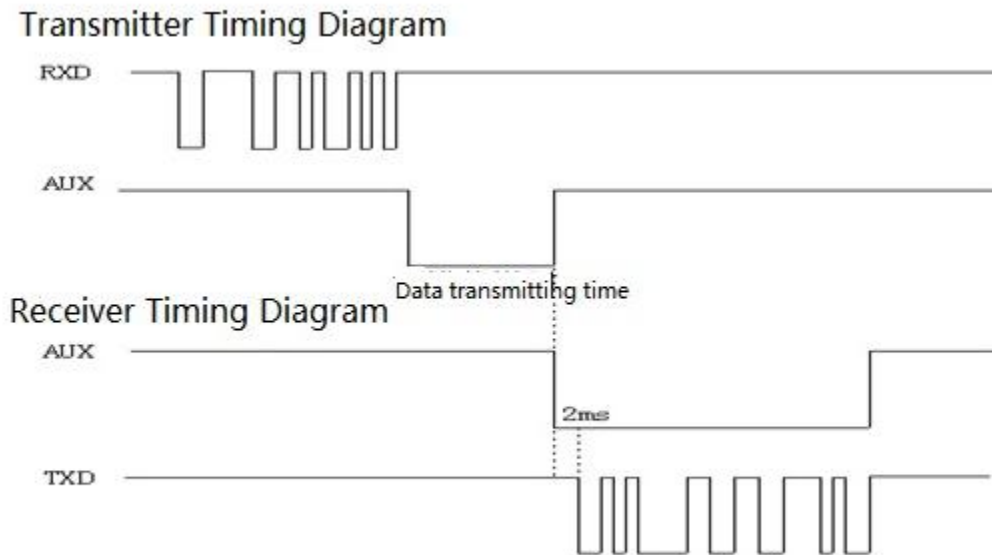 Transmitter Timing Diagram
RXD
AUX
Data transmitting time
Receiver Timing Diagram
AUX
2ms
TXD